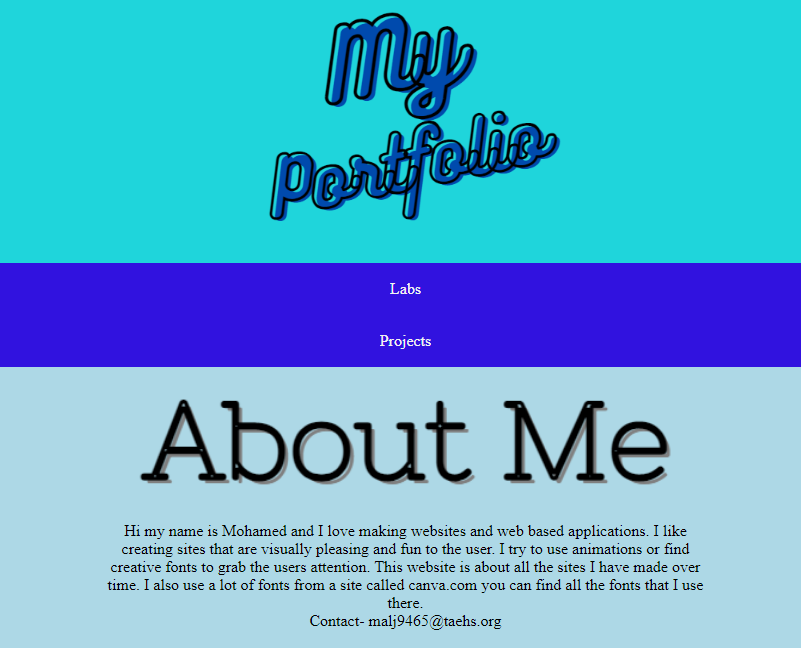 My
Portfolio
Labs
Projects
About Me
Hi my name is Mohamed and I love making websites and web based applications. I like
creating sites that are visually pleasing and fun to the user. I try to use animations or find
creative fonts to grab the users attention. This website is about all the sites I have made over
time. I also use a lot of fonts from a site called canva.com you can find all the fonts that I use
there.
Contact- malj9465@taehs.org